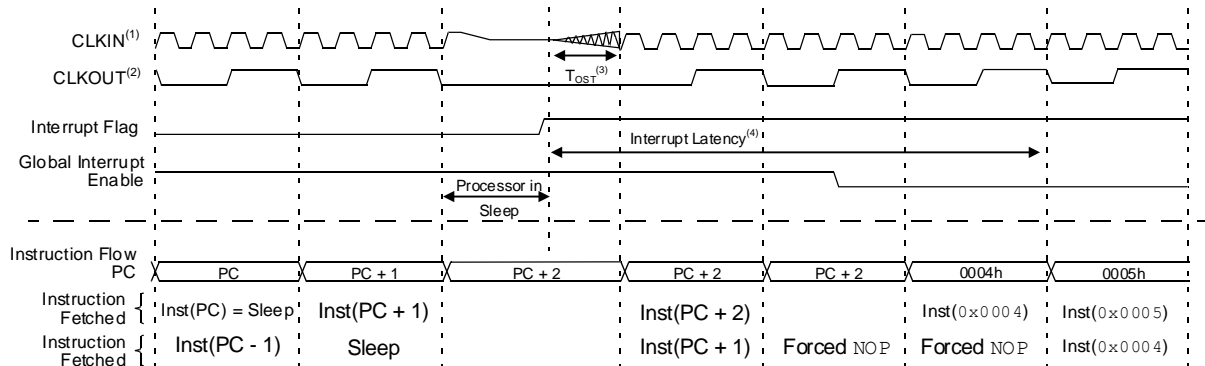 CLKIN(1)
CLKOUT(2)
TOST(3)
Interrupt Flag
Interrupt Latency(4)
Global Interrupt
Enable
Processor in
Sleep
Instruction Flow
PC PC PC + 1 PC + 2 PC + 2 PC + 2 0004h 0005h
Instruction
Fetched { Inst(PC) = Sleep Inst(PC + 1) Inst(PC + 2) Inst(0x0004) Inst(0x0005)
Instruction
Fetched { Inst(PC - 1) Sleep Inst(PC + 1) Forced NOP Forced NOP Inst(0x0004)